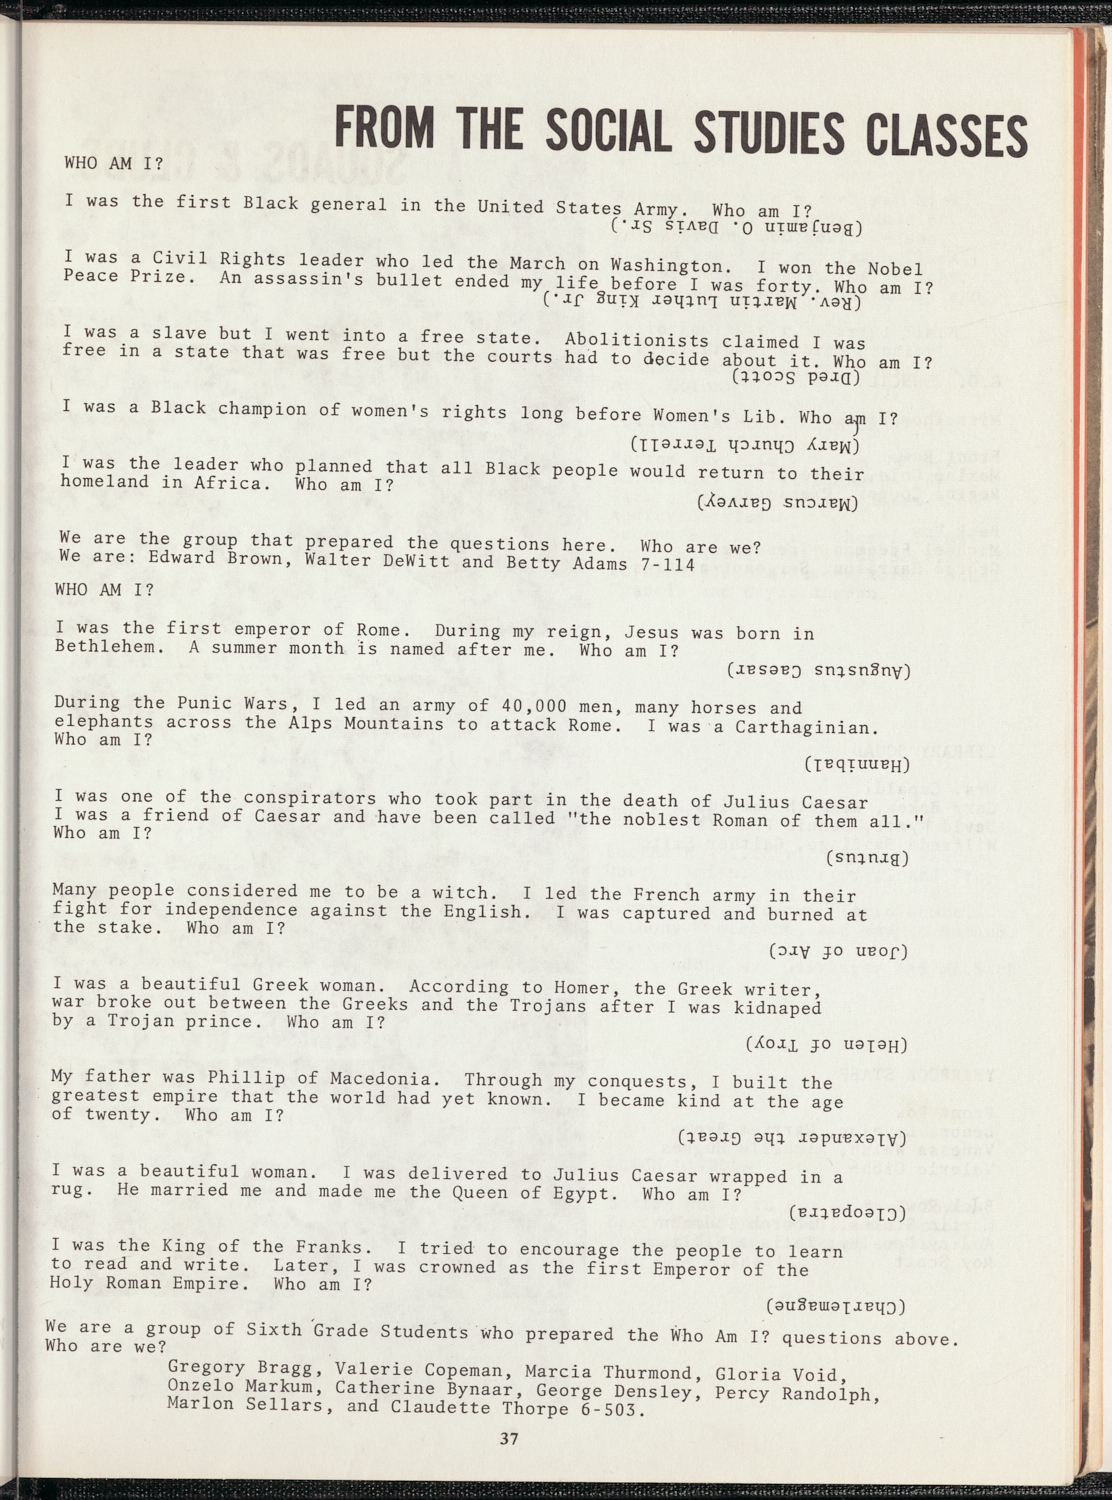 FROM THE SOCIAL STUDIES CLASSES
WHO AM I?
I was the first Black general in the United States Army. Who am I?
(Benjamin O. Davis Sr.)
I was a Civil Rights leader who led the March on Washington. I won the Nobel
Peace Prize. An assassin's bullet ended my life before I was forty. Who am I?
(Rev. Martin Luther King Jr.)
I was a slave but I went into a free state. Abolitionists claimed I was
free in a state that was free but the courts had to decide about it. Who am I?
(Dred Scott)
I was a Black champion of women's rights long before Women's Lib. Who am I?
(Mary Church Terrell)
I was the leader who planned that all Black people would return to their
homeland in Africa. Who am I?
(Marcus Garvey)
We are the group that prepared the questions here. Who are we?
We are: Edward Brown, Walter DeWitt and Betty Adams 7-114
WHO AM I?
I was the first emperor of Rome. During my reign, Jesus was born in
Bethlehem. A summer month is named after me. Who am I?
(Augustus Caesar)
During the Punic Wars, I led an army of 40,000 men, many horses and
elephants across the Alps Mountains to attack Rome. I was a Carthaginian.
Who am I?
(Hannibal)
I was one of the conspirators who took part in the death of Julius Caesar
I was a friend of Caesar and have been called "the noblest Roman of them all."
Who am I?
(Brutus)
Many people considered me to be a witch. I led the French army in their
fight for independence against the English. I was captured and burned at
the stake. Who am I?
(Joan of Arc)
I was a beautiful Greek woman. According to Homer, the Greek writer,
war broke out between the Greeks and the Trojans after I was kidnaped
by a Trojan prince. Who am I?
(Helen of Troy)
My father was Phillip of Macedonia. Through my conquests, I built the
greatest empire that the world had yet known. I became kind at the age
of twenty. Who am I?
(Alexander the Great)
I was a beautiful woman. I was delivered to Julius Caesar wrapped in a
rug. He married me and made me the Queen of Egypt. Who am I?
(Cleopatra)
I was the King of the Franks. I tried to encourage the people to learn
to read and write. Later, I was crowned as the first Emperor of the
Holy Roman Empire. Who am I?
(Charlemagne)
We are a group of Sixth Grade Students who prepared the Who Am I? questions above.
Who are we?
Gregory Bragg, Valerie Copeman, Marcia Thurmond, Gloria Void,
Onzelo Markum, Catherine Bynaar, George Densley, Percy Randolph,
Marlon Sellars, and Claudette Thorpe 6-503.
37